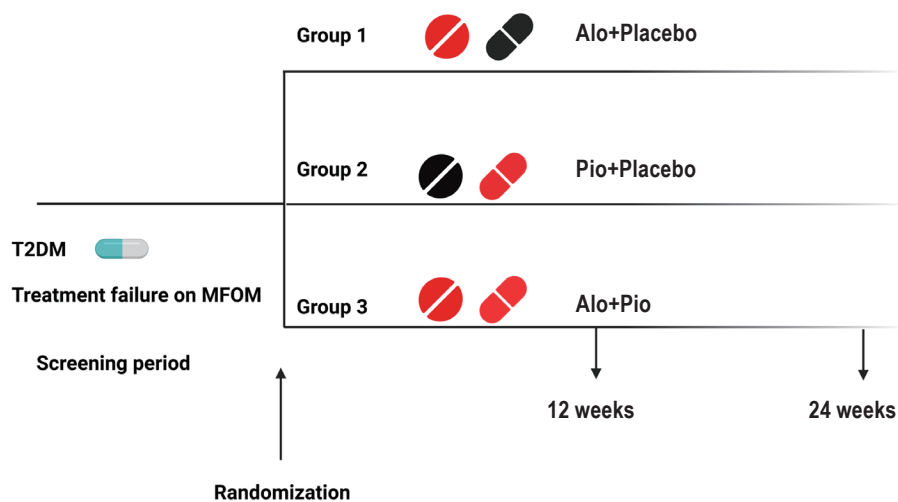 Group 1 Alo+Placebo
Group 2 Pio+Placebo
T2DM
Treatment failure on MFOM
Group 3 Alo+Pio
Screening period
12 weeks 24 weeks
Randomization